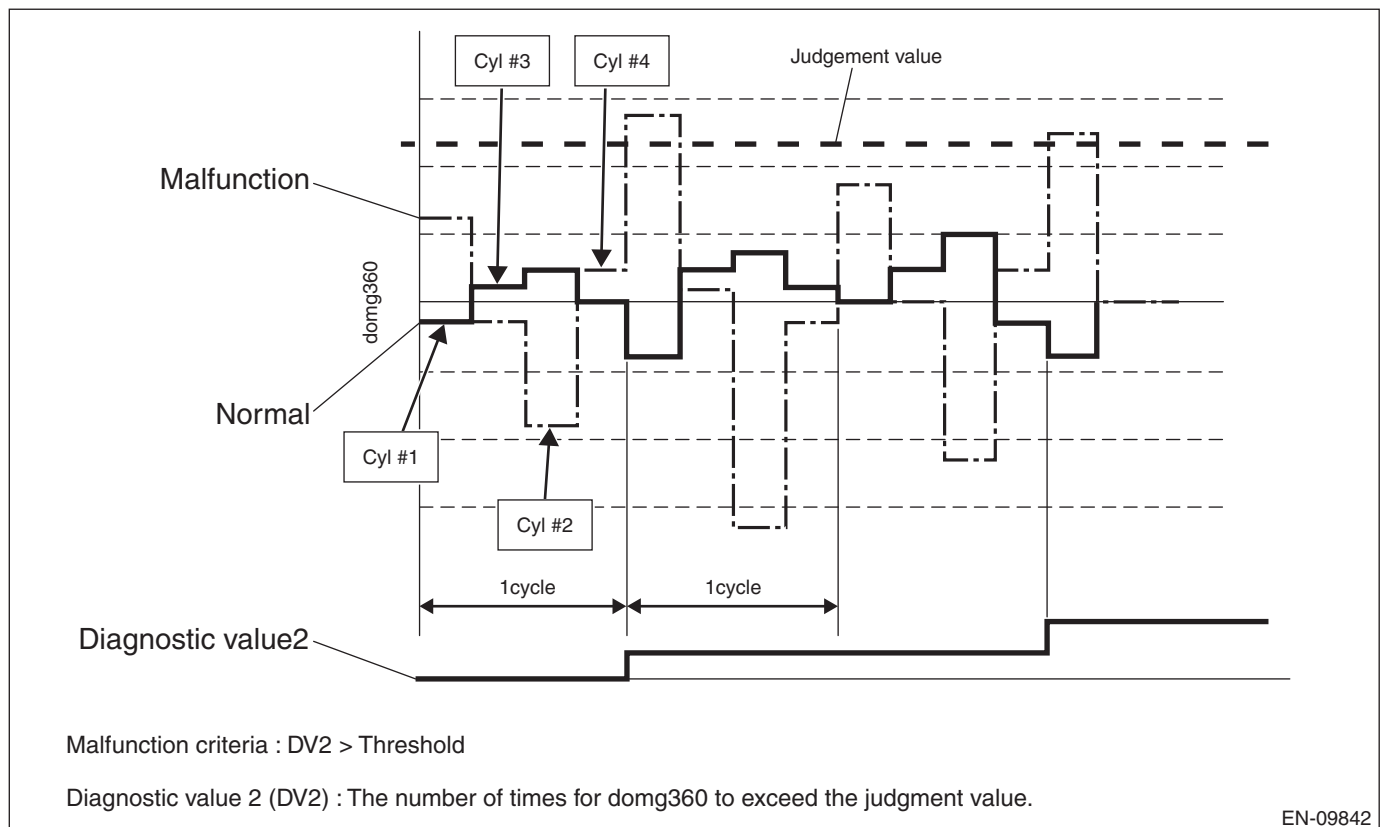 Cyl #3
Cyl #4
Judgement value
Malfunction
domg360
Normal
Cyl #1
Cyl #2
1cycle
1cycle
Diagnostic value2
Malfunction criteria : DV2 > Threshold
Diagnostic value 2 (DV2) : The number of times for domg360 to exceed the judgment value.
EN-09842